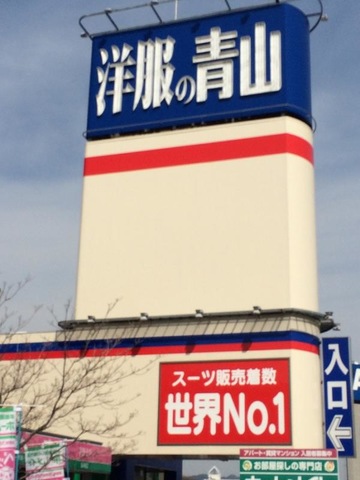 洋服の青山
スーツ販売着数
世界No.1
入口
アパート・賃貸マンション 入居者募集中
お部屋探しの専門店